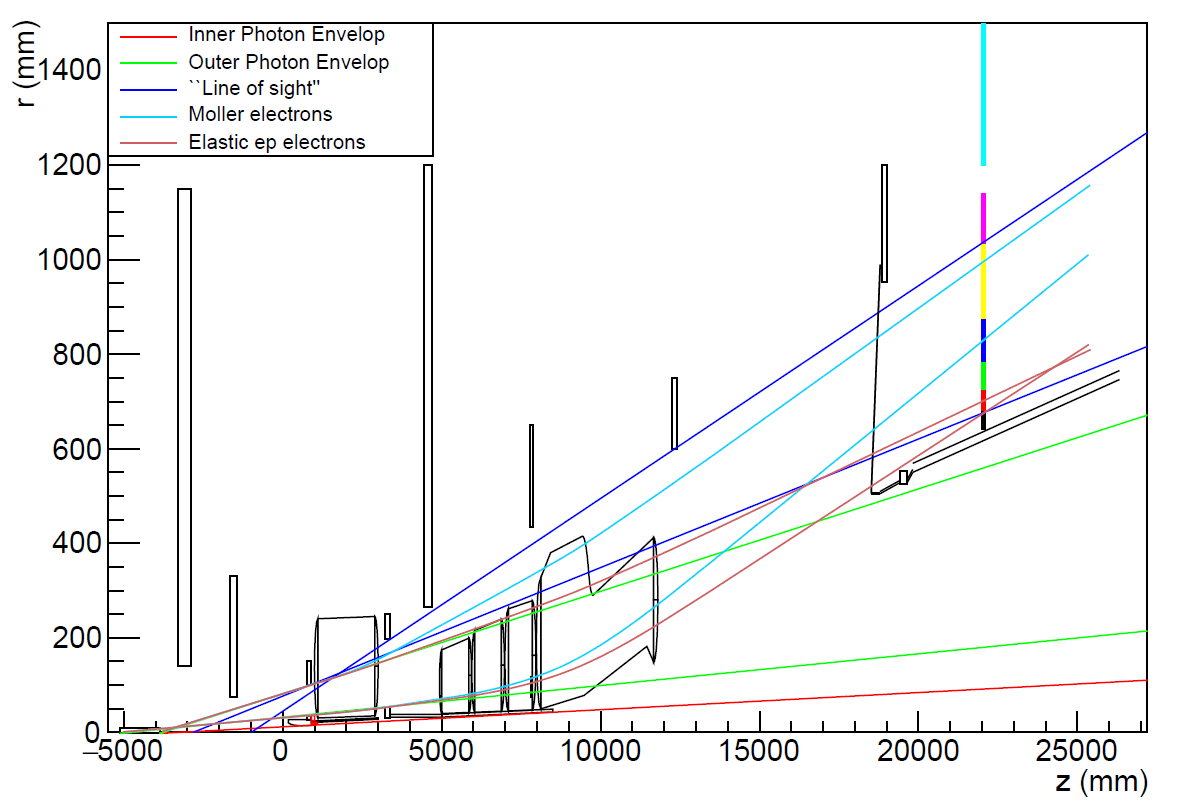 r (mm)
Inner Photon Envelop
Outer Photon Envelop
``Line of sight''
Moller electrons
Elastic ep electrons
1400
1200
1000
800
600
400
200
0
−5000 0 5000 10000 15000 20000 25000
z (mm)